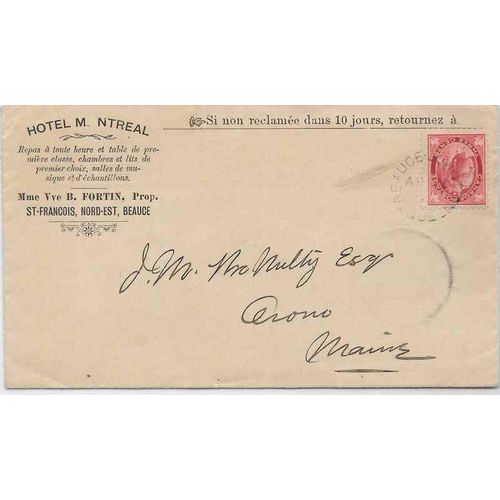 HOTEL M NTREAL
Si non reclamée dans 10 jours, retournez à
Repas à toute heure et table de pre-
mière classe, chambres et lits de
premier choix, salles de mu-
sique et d'échantillons.
Mme Vve B. FORTIN, Prop.
ST-FRANCOIS, NORD-EST, BEAUCE
J. M. McNulty Esq
Orono
Maine